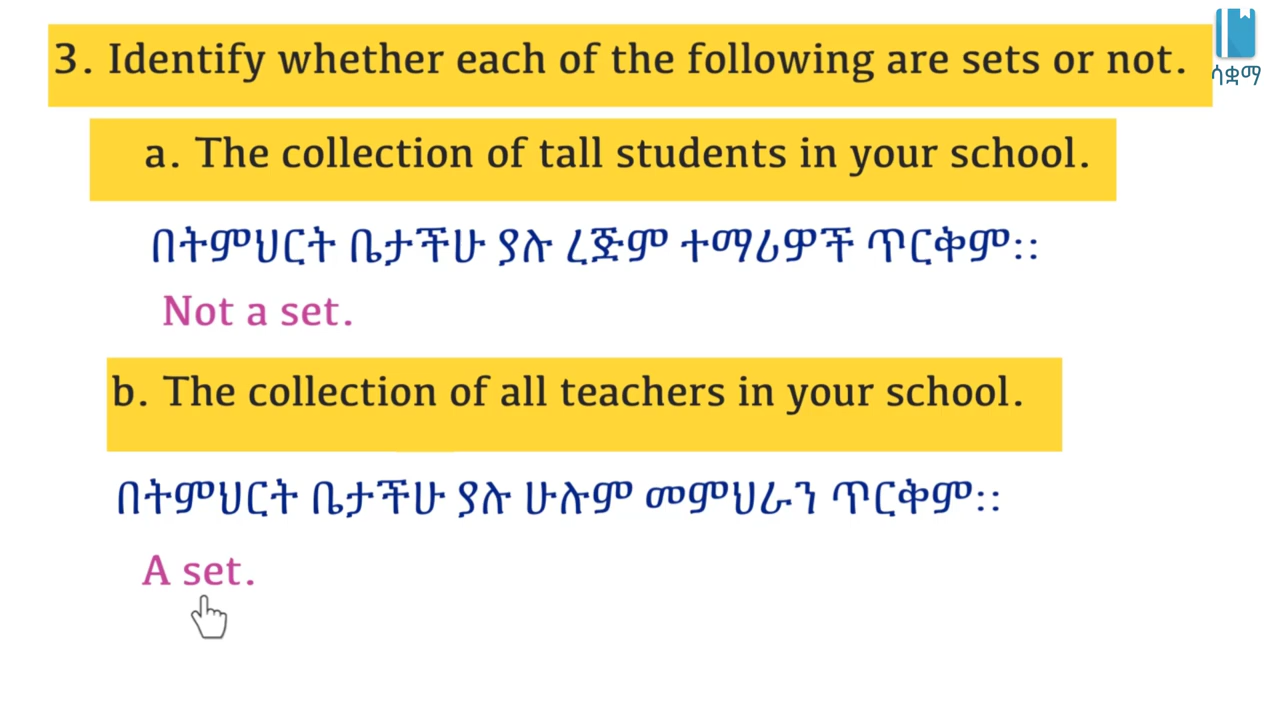 3. Identify whether each of the following are sets or not.
ሳቋማ
a. The collection of tall students in your school.
በትምህርት ቤታችሁ ያሉ ረጅም ተማሪዎች ጥርቅም፡፡
Not a set.
b. The collection of all teachers in your school.
በትምህርት ቤታችሁ ያሉ ሁሉም መምህራን ጥርቅም፡፡
A set.